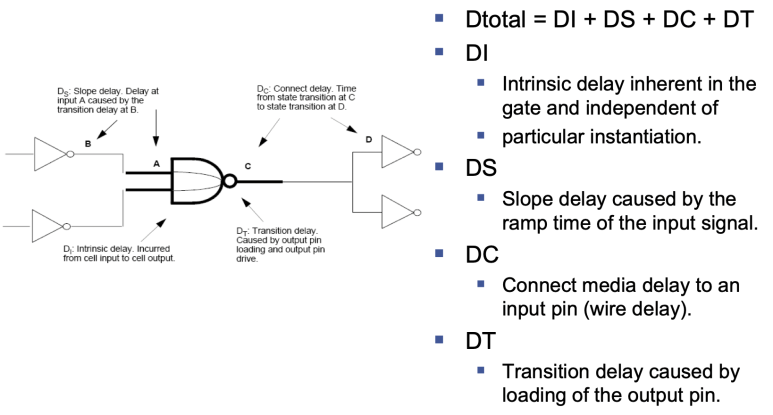 D_S: Slope delay. Delay at
input A caused by the
transition delay at B.
D_C: Connect delay. Time
from state transition at C
to state transition at D.
B
A
C
D
D_I: Intrinsic delay. Incurred
from cell input to cell output.
D_T: Transition delay.
Caused by output pin
loading and output pin
drive.
▪ Dtotal = DI + DS + DC + DT
▪ DI
▪ Intrinsic delay inherent in the
gate and independent of
▪ particular instantiation.
▪ DS
▪ Slope delay caused by the
ramp time of the input signal.
▪ DC
▪ Connect media delay to an
input pin (wire delay).
▪ DT
▪ Transition delay caused by
loading of the output pin.